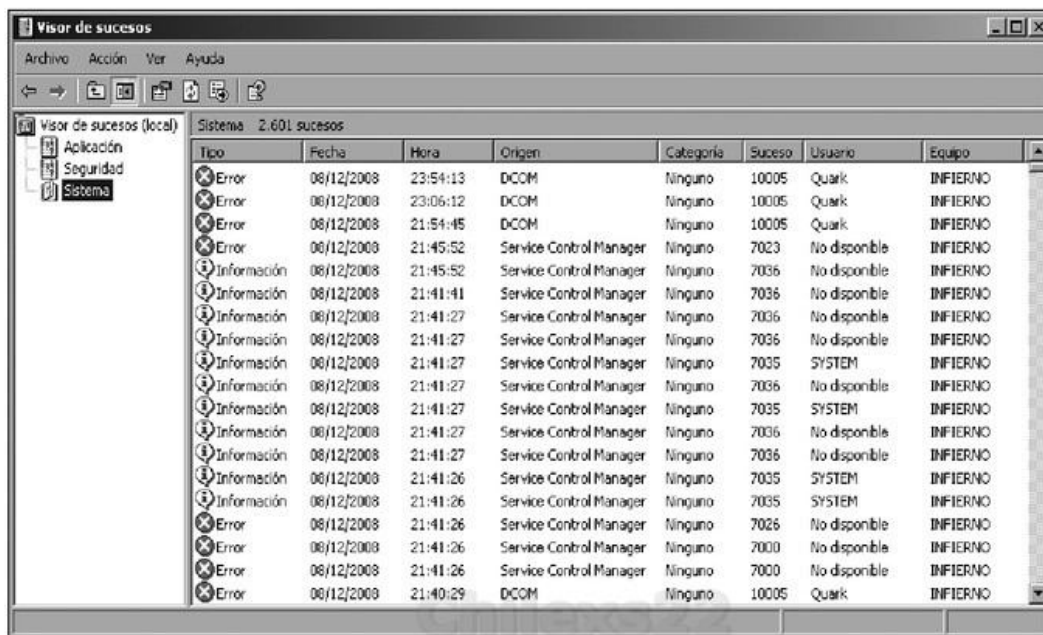 Visor de sucesos
Archivo Acción Ver Ayuda
Visor de sucesos (local)
Aplicación
Seguridad
Sistema
Sistema 2.601 sucesos
Tipo Fecha Hora Origen Categoría Suceso Usuario Equipo
Error 08/12/2008 23:54:13 DCOM Ninguno 10005 Quark INFIERNO
Error 08/12/2008 23:06:12 DCOM Ninguno 10005 Quark INFIERNO
Error 08/12/2008 21:54:45 DCOM Ninguno 10005 Quark INFIERNO
Error 08/12/2008 21:45:52 Service Control Manager Ninguno 7023 No disponible INFIERNO
Información 08/12/2008 21:45:52 Service Control Manager Ninguno 7036 No disponible INFIERNO
Información 08/12/2008 21:41:41 Service Control Manager Ninguno 7036 No disponible INFIERNO
Información 08/12/2008 21:41:27 Service Control Manager Ninguno 7036 No disponible INFIERNO
Información 08/12/2008 21:41:27 Service Control Manager Ninguno 7036 No disponible INFIERNO
Información 08/12/2008 21:41:27 Service Control Manager Ninguno 7035 SYSTEM INFIERNO
Información 08/12/2008 21:41:27 Service Control Manager Ninguno 7036 No disponible INFIERNO
Información 08/12/2008 21:41:27 Service Control Manager Ninguno 7035 SYSTEM INFIERNO
Información 08/12/2008 21:41:27 Service Control Manager Ninguno 7036 No disponible INFIERNO
Información 08/12/2008 21:41:27 Service Control Manager Ninguno 7036 No disponible INFIERNO
Información 08/12/2008 21:41:26 Service Control Manager Ninguno 7035 SYSTEM INFIERNO
Información 08/12/2008 21:41:26 Service Control Manager Ninguno 7035 SYSTEM INFIERNO
Error 08/12/2008 21:41:26 Service Control Manager Ninguno 7026 No disponible INFIERNO
Error 08/12/2008 21:41:26 Service Control Manager Ninguno 7000 No disponible INFIERNO
Error 08/12/2008 21:41:26 Service Control Manager Ninguno 7000 No disponible INFIERNO
Error 08/12/2008 21:40:29 DCOM Ninguno 10005 Quark INFIERNO
Chilexs22